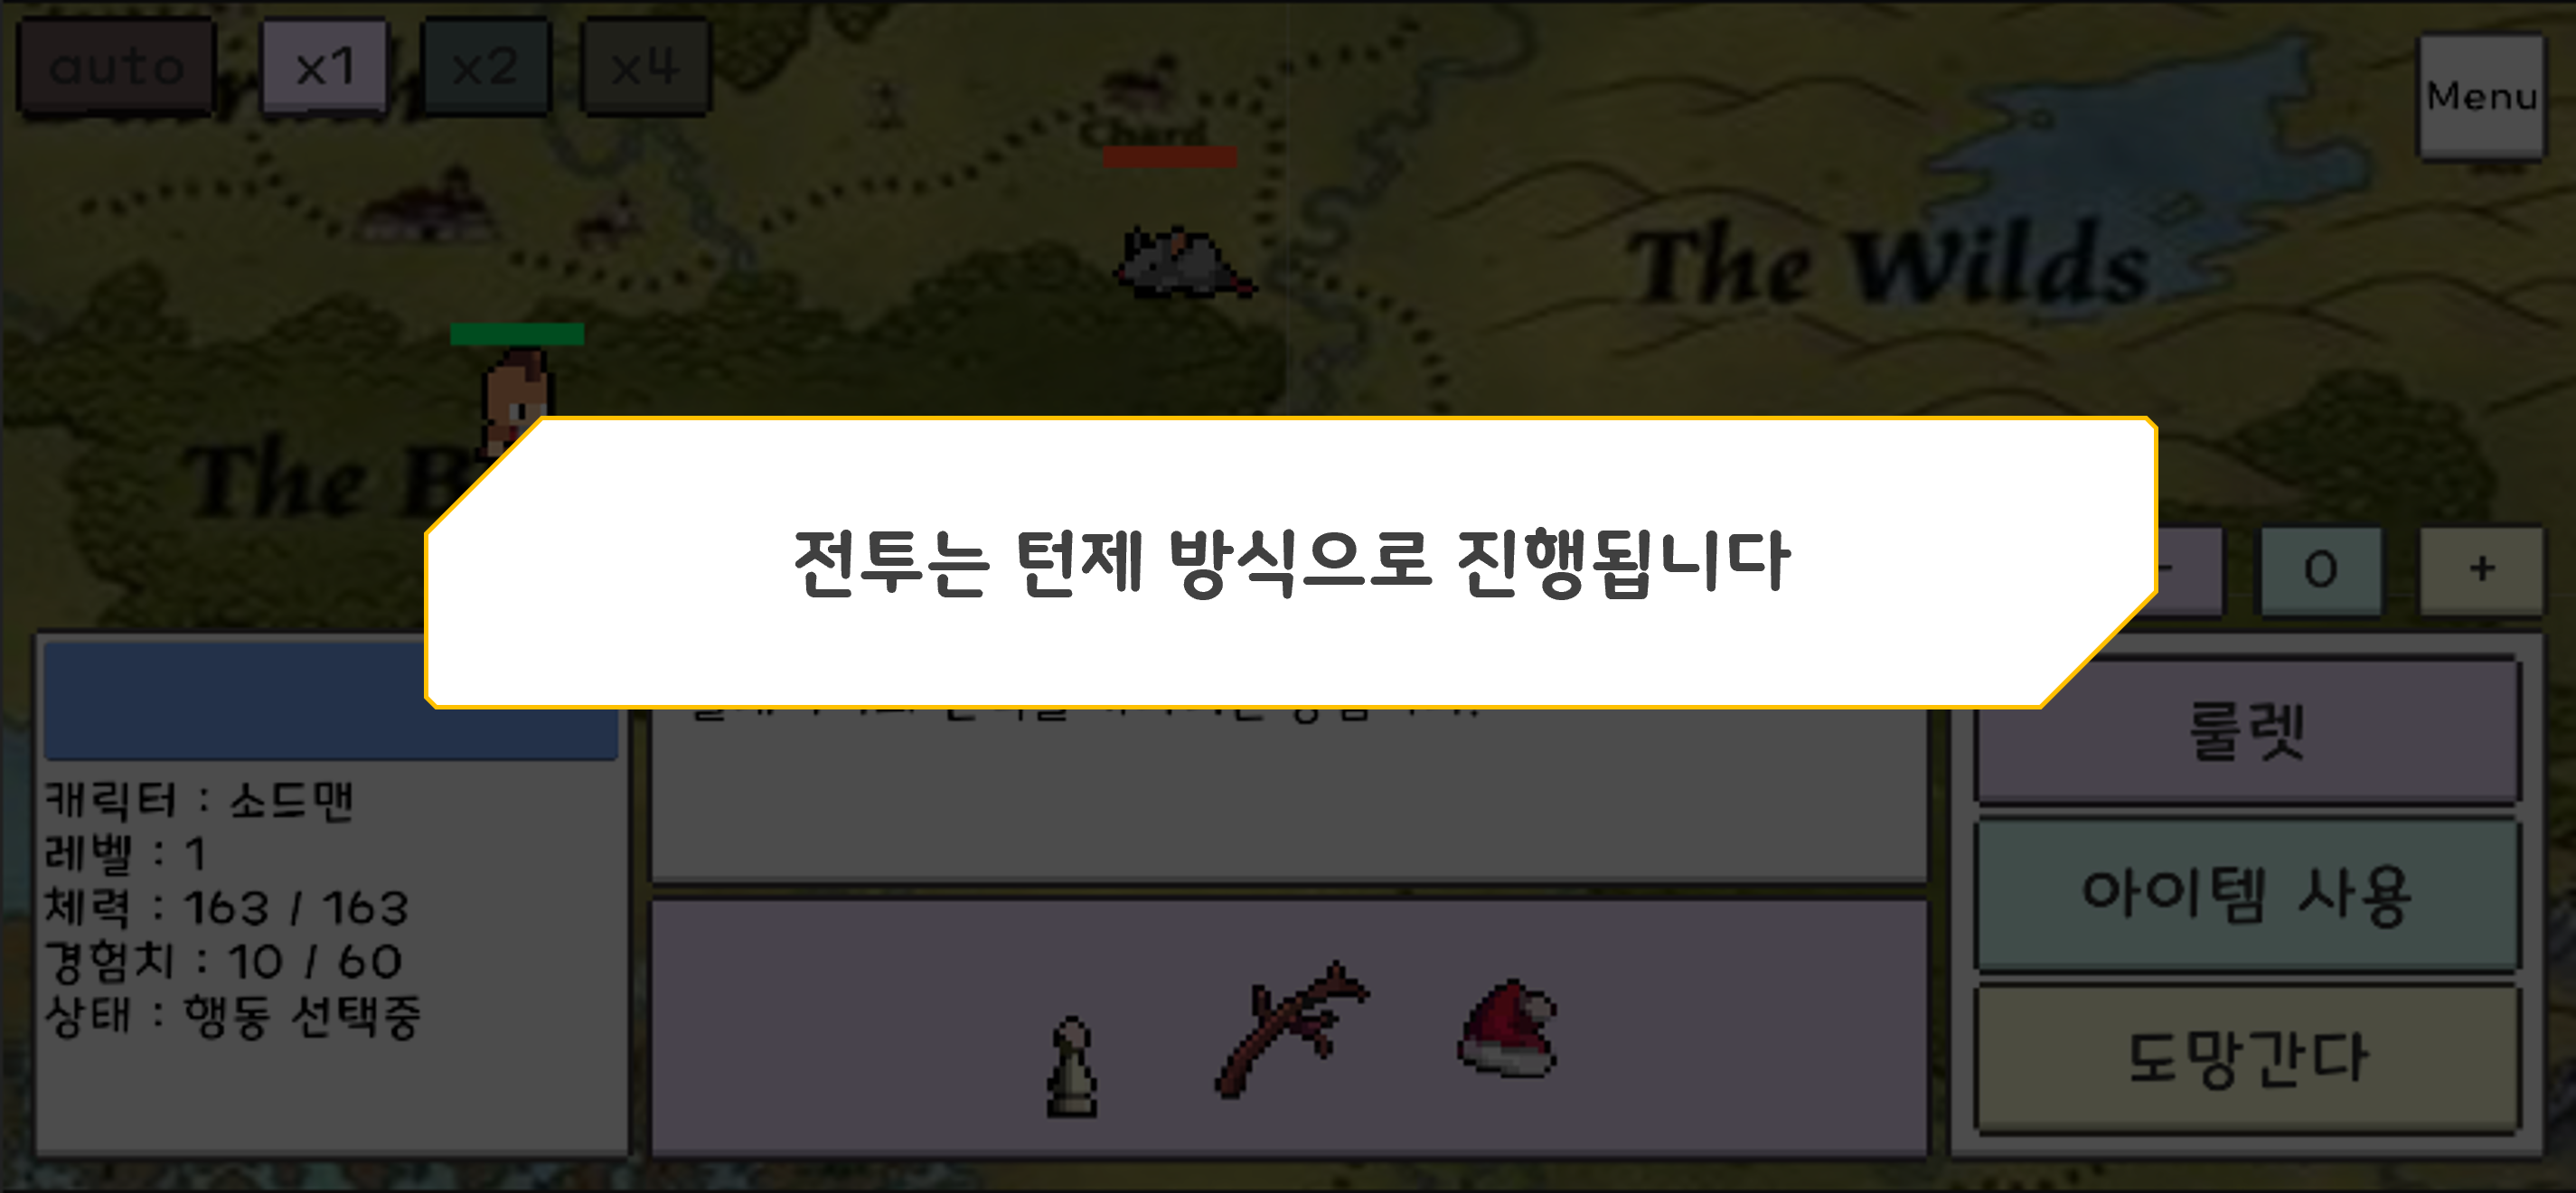 auto x1 x2 x4
Menu
Chard
The Wilds
The B
전투는 턴제 방식으로 진행됩니다
- 0 +
캐릭터 : 소드맨
레벨 : 1
체력 : 163 / 163
경험치 : 10 / 60
상태 : 행동 선택중
룰렛
아이템 사용
도망간다